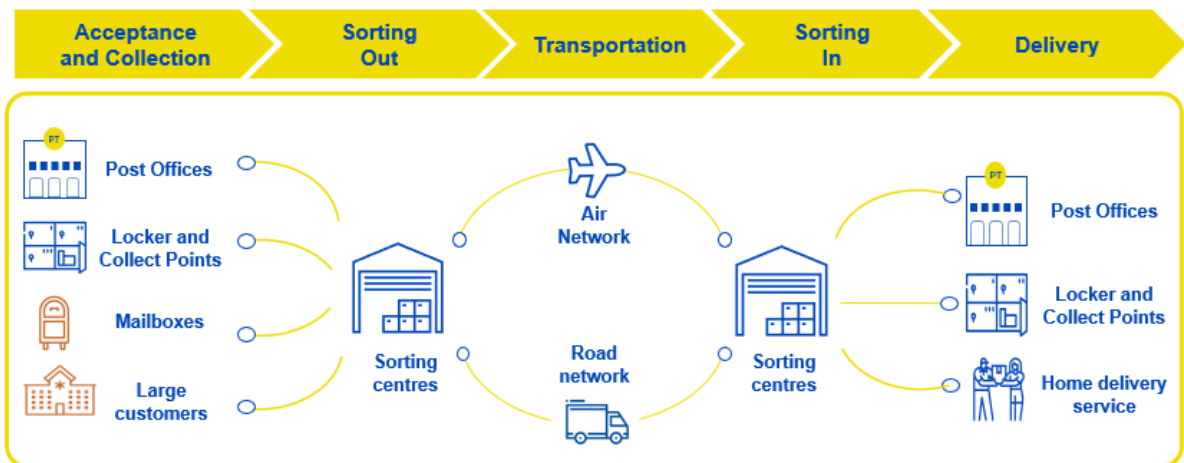 Acceptance
and Collection
Sorting
Out
Transportation
Sorting
In
Delivery
PT
Post Offices
Locker and
Collect Points
Mailboxes
Large
customers
Sorting
centres
Air
Network
Road
network
Sorting
centres
PT
Post Offices
Locker and
Collect Points
Home delivery
service